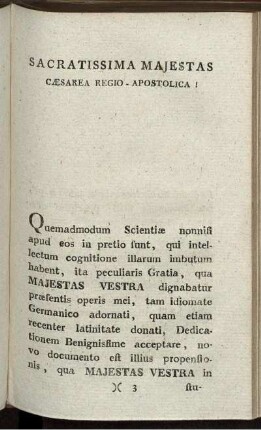 SACRATISSIMA MAJESTAS
CÆSAREA REGIO-APOSTOLICA!
Quemadmodum Scientiæ nonnisi
apud eos in pretio sunt, qui intel-
lectum cognitione illarum imbutum
habent, ita peculiaris Gratia, qua
MAJESTAS VESTRA dignabatur
præsentis operis mei, tam idiomate
Germanico adornati, quam etiam
recenter latinitate donati, Dedica-
tionem Benignissime acceptare, no-
vo documento est illius propensio-
nis, qua MAJESTAS VESTRA in
)( 3 stu-